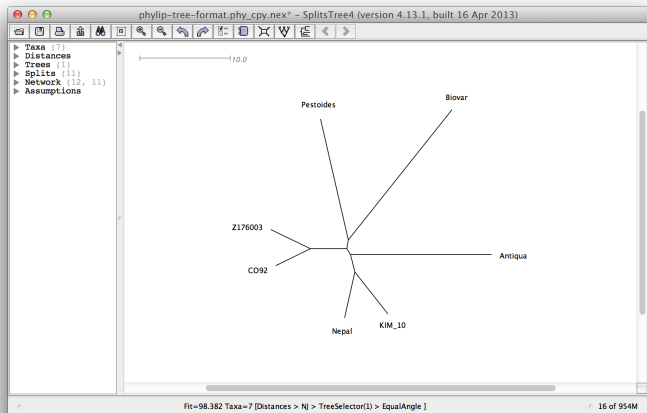 phylip-tree-format.phy_cpy.nex* - SplitsTree4 (version 4.13.1, built 16 Apr 2013)
Taxa (7)
Distances
Trees (1)
Splits (11)
Network (12, 11)
Assumptions
10.0
Pestoides
Biovar
Z176003
CO92
Antiqua
Nepal
KIM_10
Fit=98.382 Taxa=7 [Distances > NJ > TreeSelector(1) > EqualAngle ]
16 of 954M